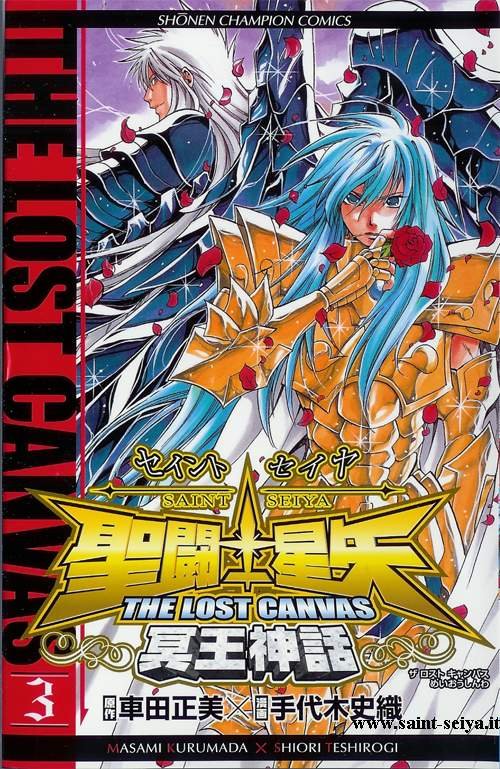 SHŌNEN CHAMPION COMICS
THE LOST CANVAS
セイント セイヤ
SAINT SEIYA
聖闘士星矢
THE LOST CANVAS
冥王神話
ザ ロスト キャンバス
めいおうしんわ
3
原作 車田正美×漫画 手代木史織
www.saint-seiya.it
MASAMI KURUMADA × SHIORI TESHIROGI